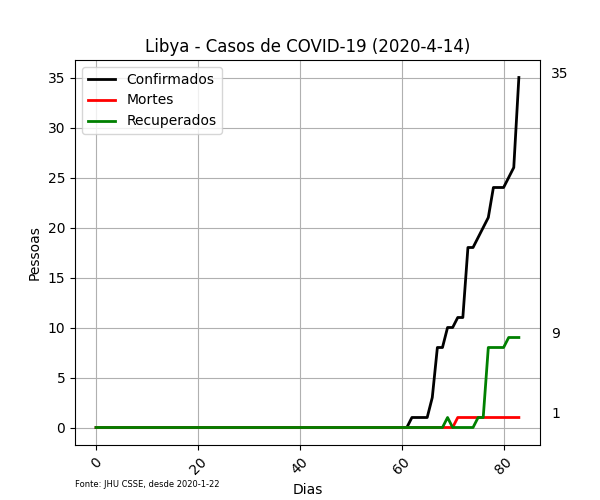 Libya - Casos de COVID-19 (2020-4-14)
Confirmados
Mortes
Recuperados
Pessoas
35
30
25
20
15
10
5
0
35
9
1
0
20
40
60
80
Dias
Fonte: JHU CSSE, desde 2020-1-22